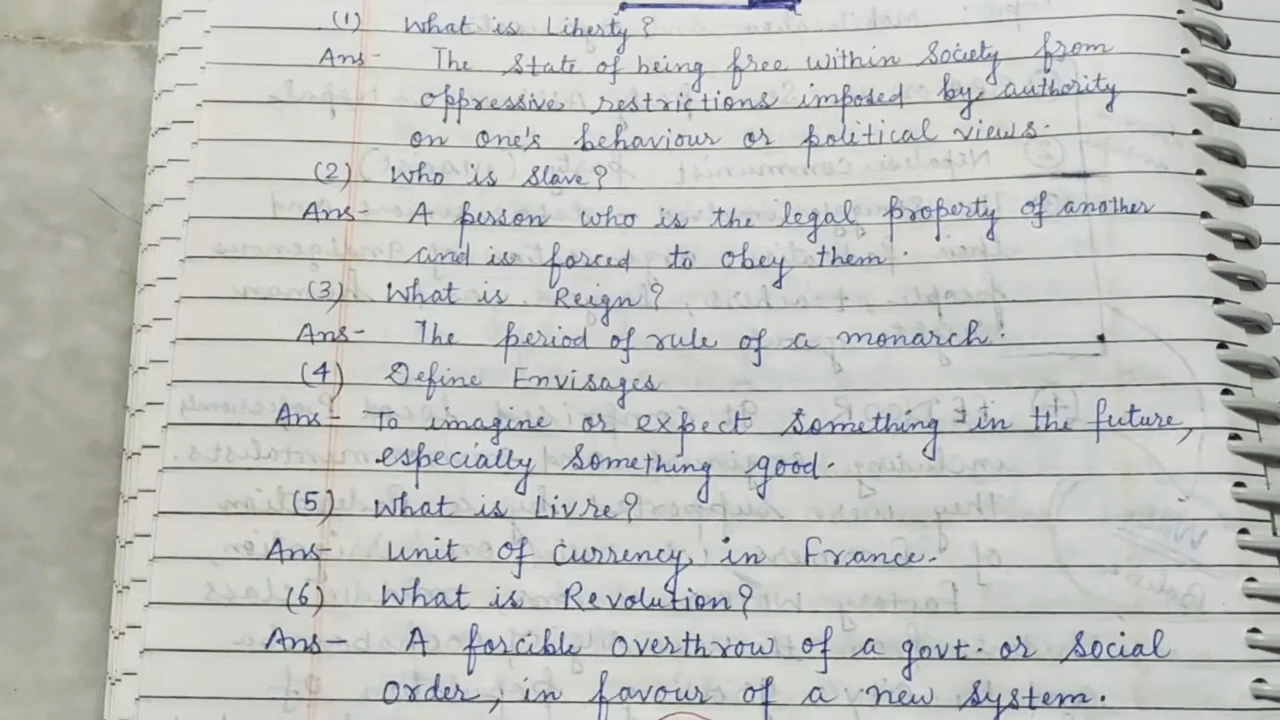 (1) What is Liberty?
Ans- The State of being free within Society from
oppressive restrictions imposed by authority
on one's behaviour or political views.
(2) Who is Slave?
Ans- A person who is the legal property of another
and is forced to obey them.
(3) What is Reign?
Ans- The period of rule of a monarch.
(4) Define Envisages
Ans- To imagine or expect something in the future,
especially something good.
(5) What is Livre?
Ans- Unit of currency in France.
(6) What is Revolution?
Ans- A forcible overthrow of a govt. or Social
Order, in favour of a new system.